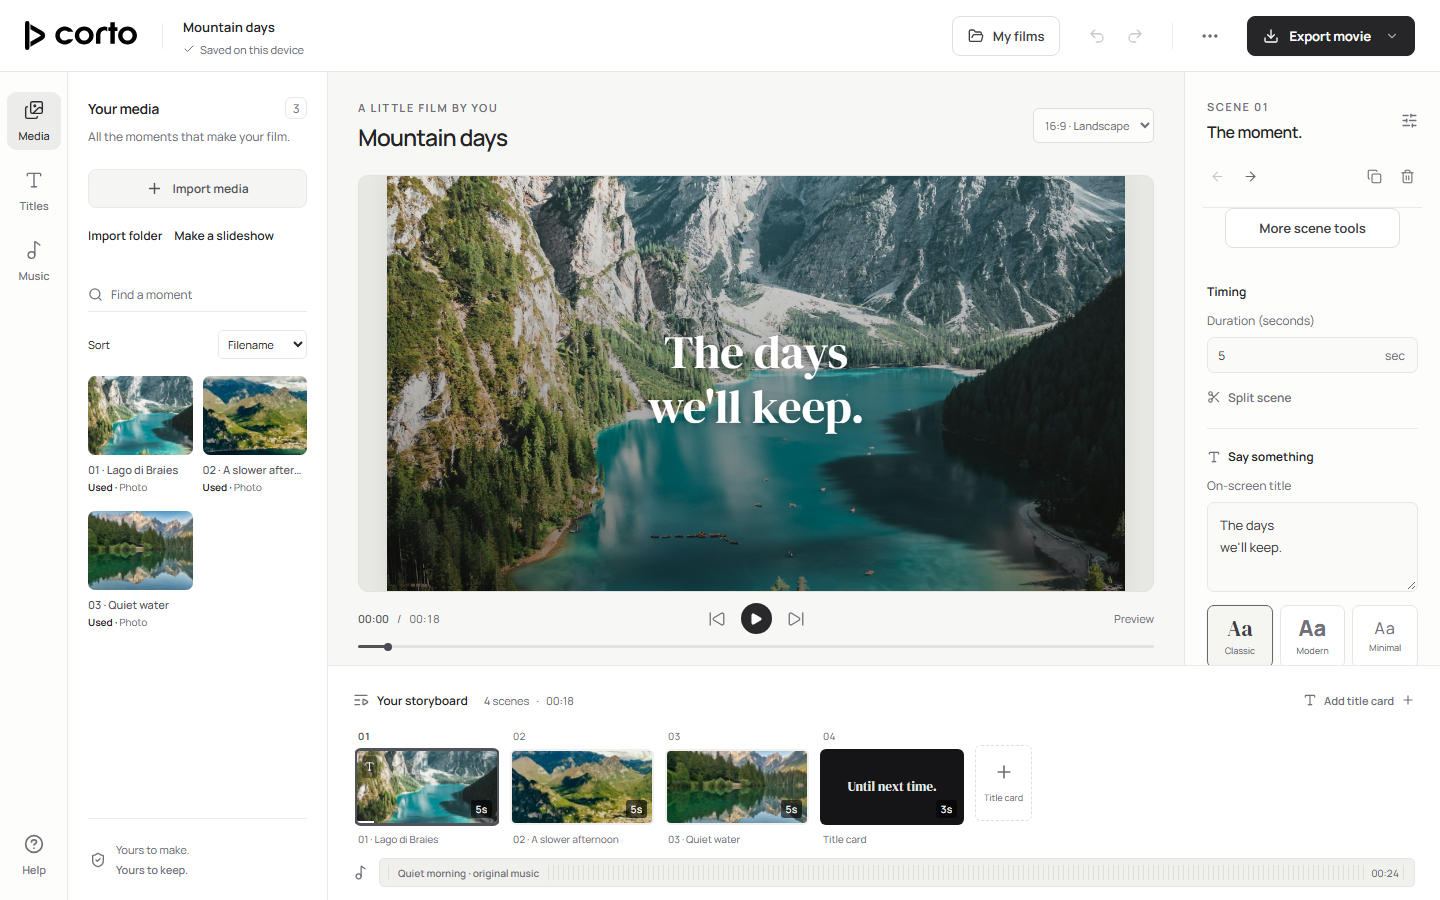 corto
Mountain days
Saved on this device
My films
Export movie
Media
Titles
Music
Help
Your media
3
All the moments that make your film.
Import media
Import folder
Make a slideshow
Find a moment
Sort
Filename
01 · Lago di Braies
Used · Photo
02 · A slower after...
Used · Photo
03 · Quiet water
Used · Photo
Yours to make.
Yours to keep.
A LITTLE FILM BY YOU
Mountain days
16:9 · Landscape
The days
we'll keep.
00:00 / 00:18
Preview
SCENE 01
The moment.
More scene tools
Timing
Duration (seconds)
5
sec
Split scene
Say something
On-screen title
The days
we'll keep.
Aa
Classic
Aa
Modern
Aa
Minimal
Your storyboard
4 scenes · 00:18
Add title card
01
5s
01 · Lago di Braies
02
5s
02 · A slower afternoon
03
5s
03 · Quiet water
04
Until next time.
3s
Title card
Title card
Quiet morning · original music
00:24